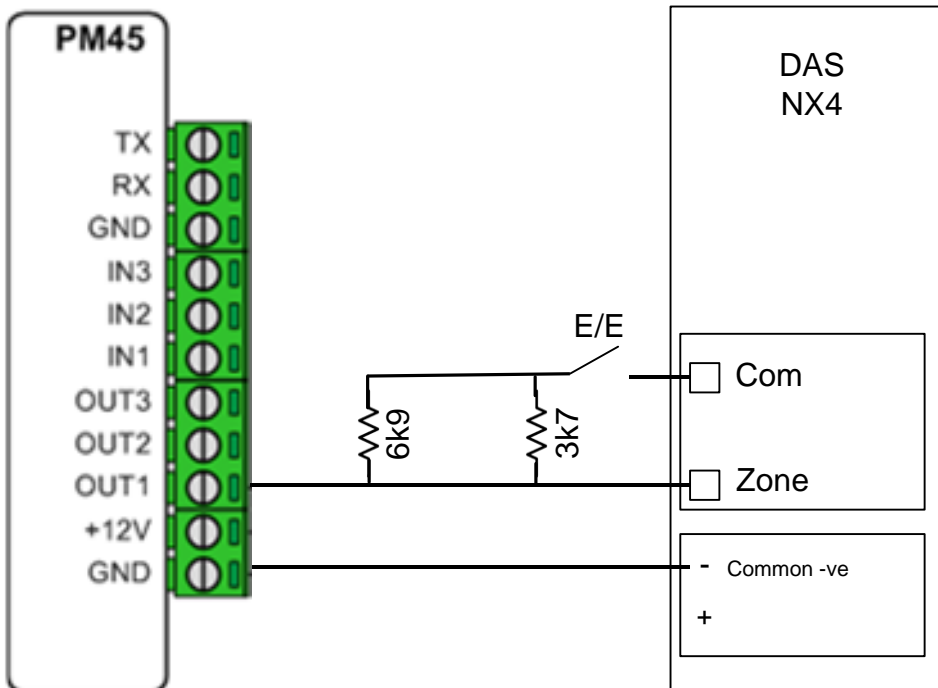 PM45
TX
RX
GND
IN3
IN2
IN1
OUT3
OUT2
OUT1
+12V
GND
E/E
6k9
3k7
DAS
NX4
Com
Zone
- Common -ve
+